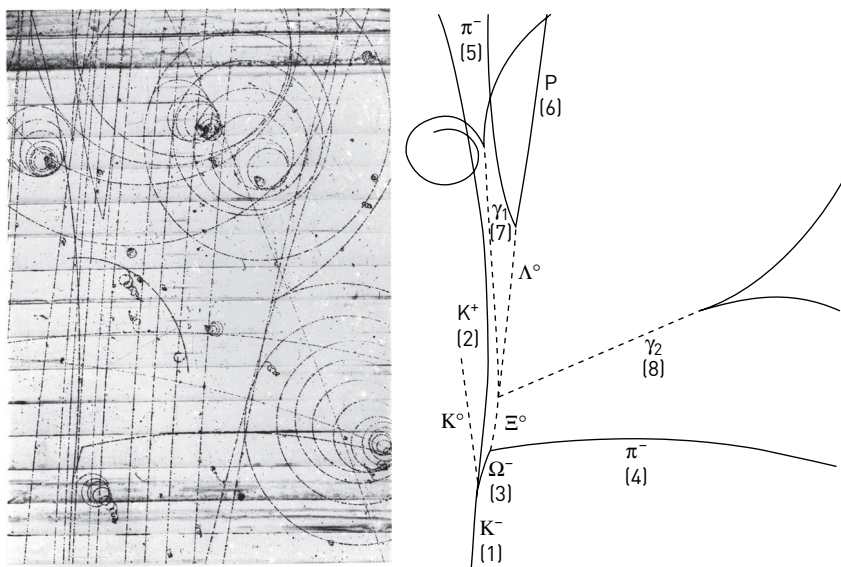 π⁻
(5)
P
(6)
γ₁
(7)
Λ°
K⁺
(2)
γ₂
(8)
K°
Ξ°
π⁻
(4)
Ω⁻
(3)
K⁻
(1)